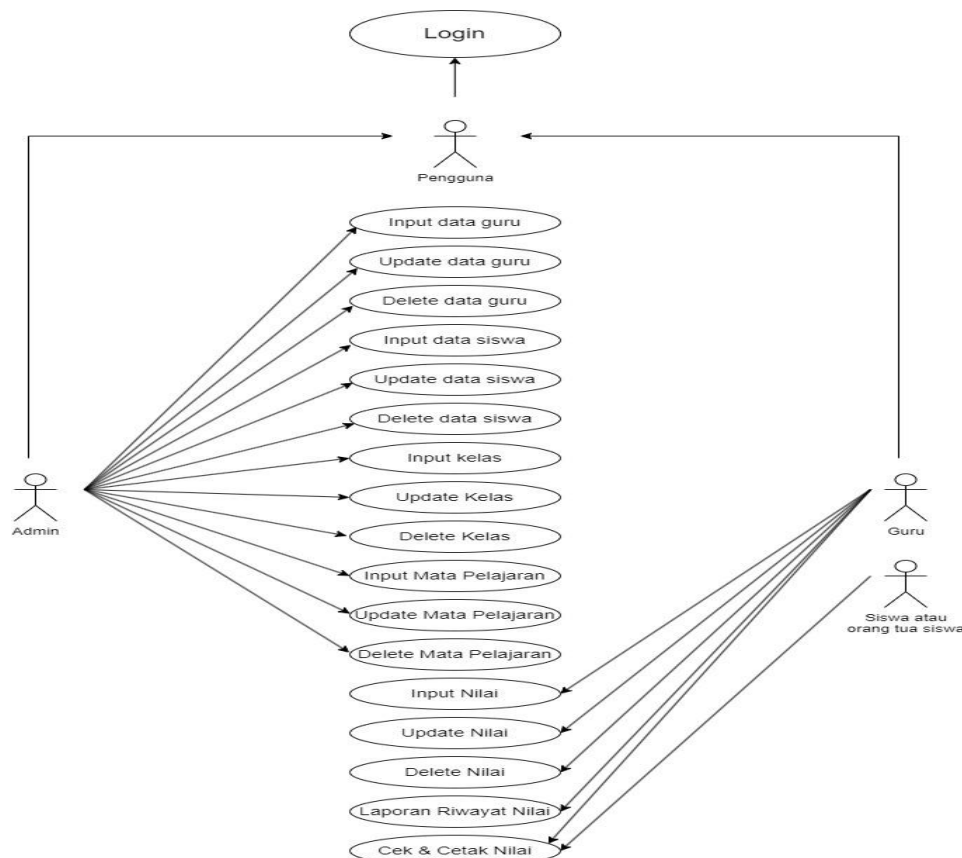 Login
Pengguna
Input data guru
Update data guru
Delete data guru
Input data siswa
Update data siswa
Delete data siswa
Input kelas
Update Kelas
Delete Kelas
Input Mata Pelajaran
Update Mata Pelajaran
Delete Mata Pelajaran
Input Nilai
Update Nilai
Delete Nilai
Laporan Riwayat Nilai
Cek & Cetak Nilai
Admin
Guru
Siswa atau
orang tua siswa